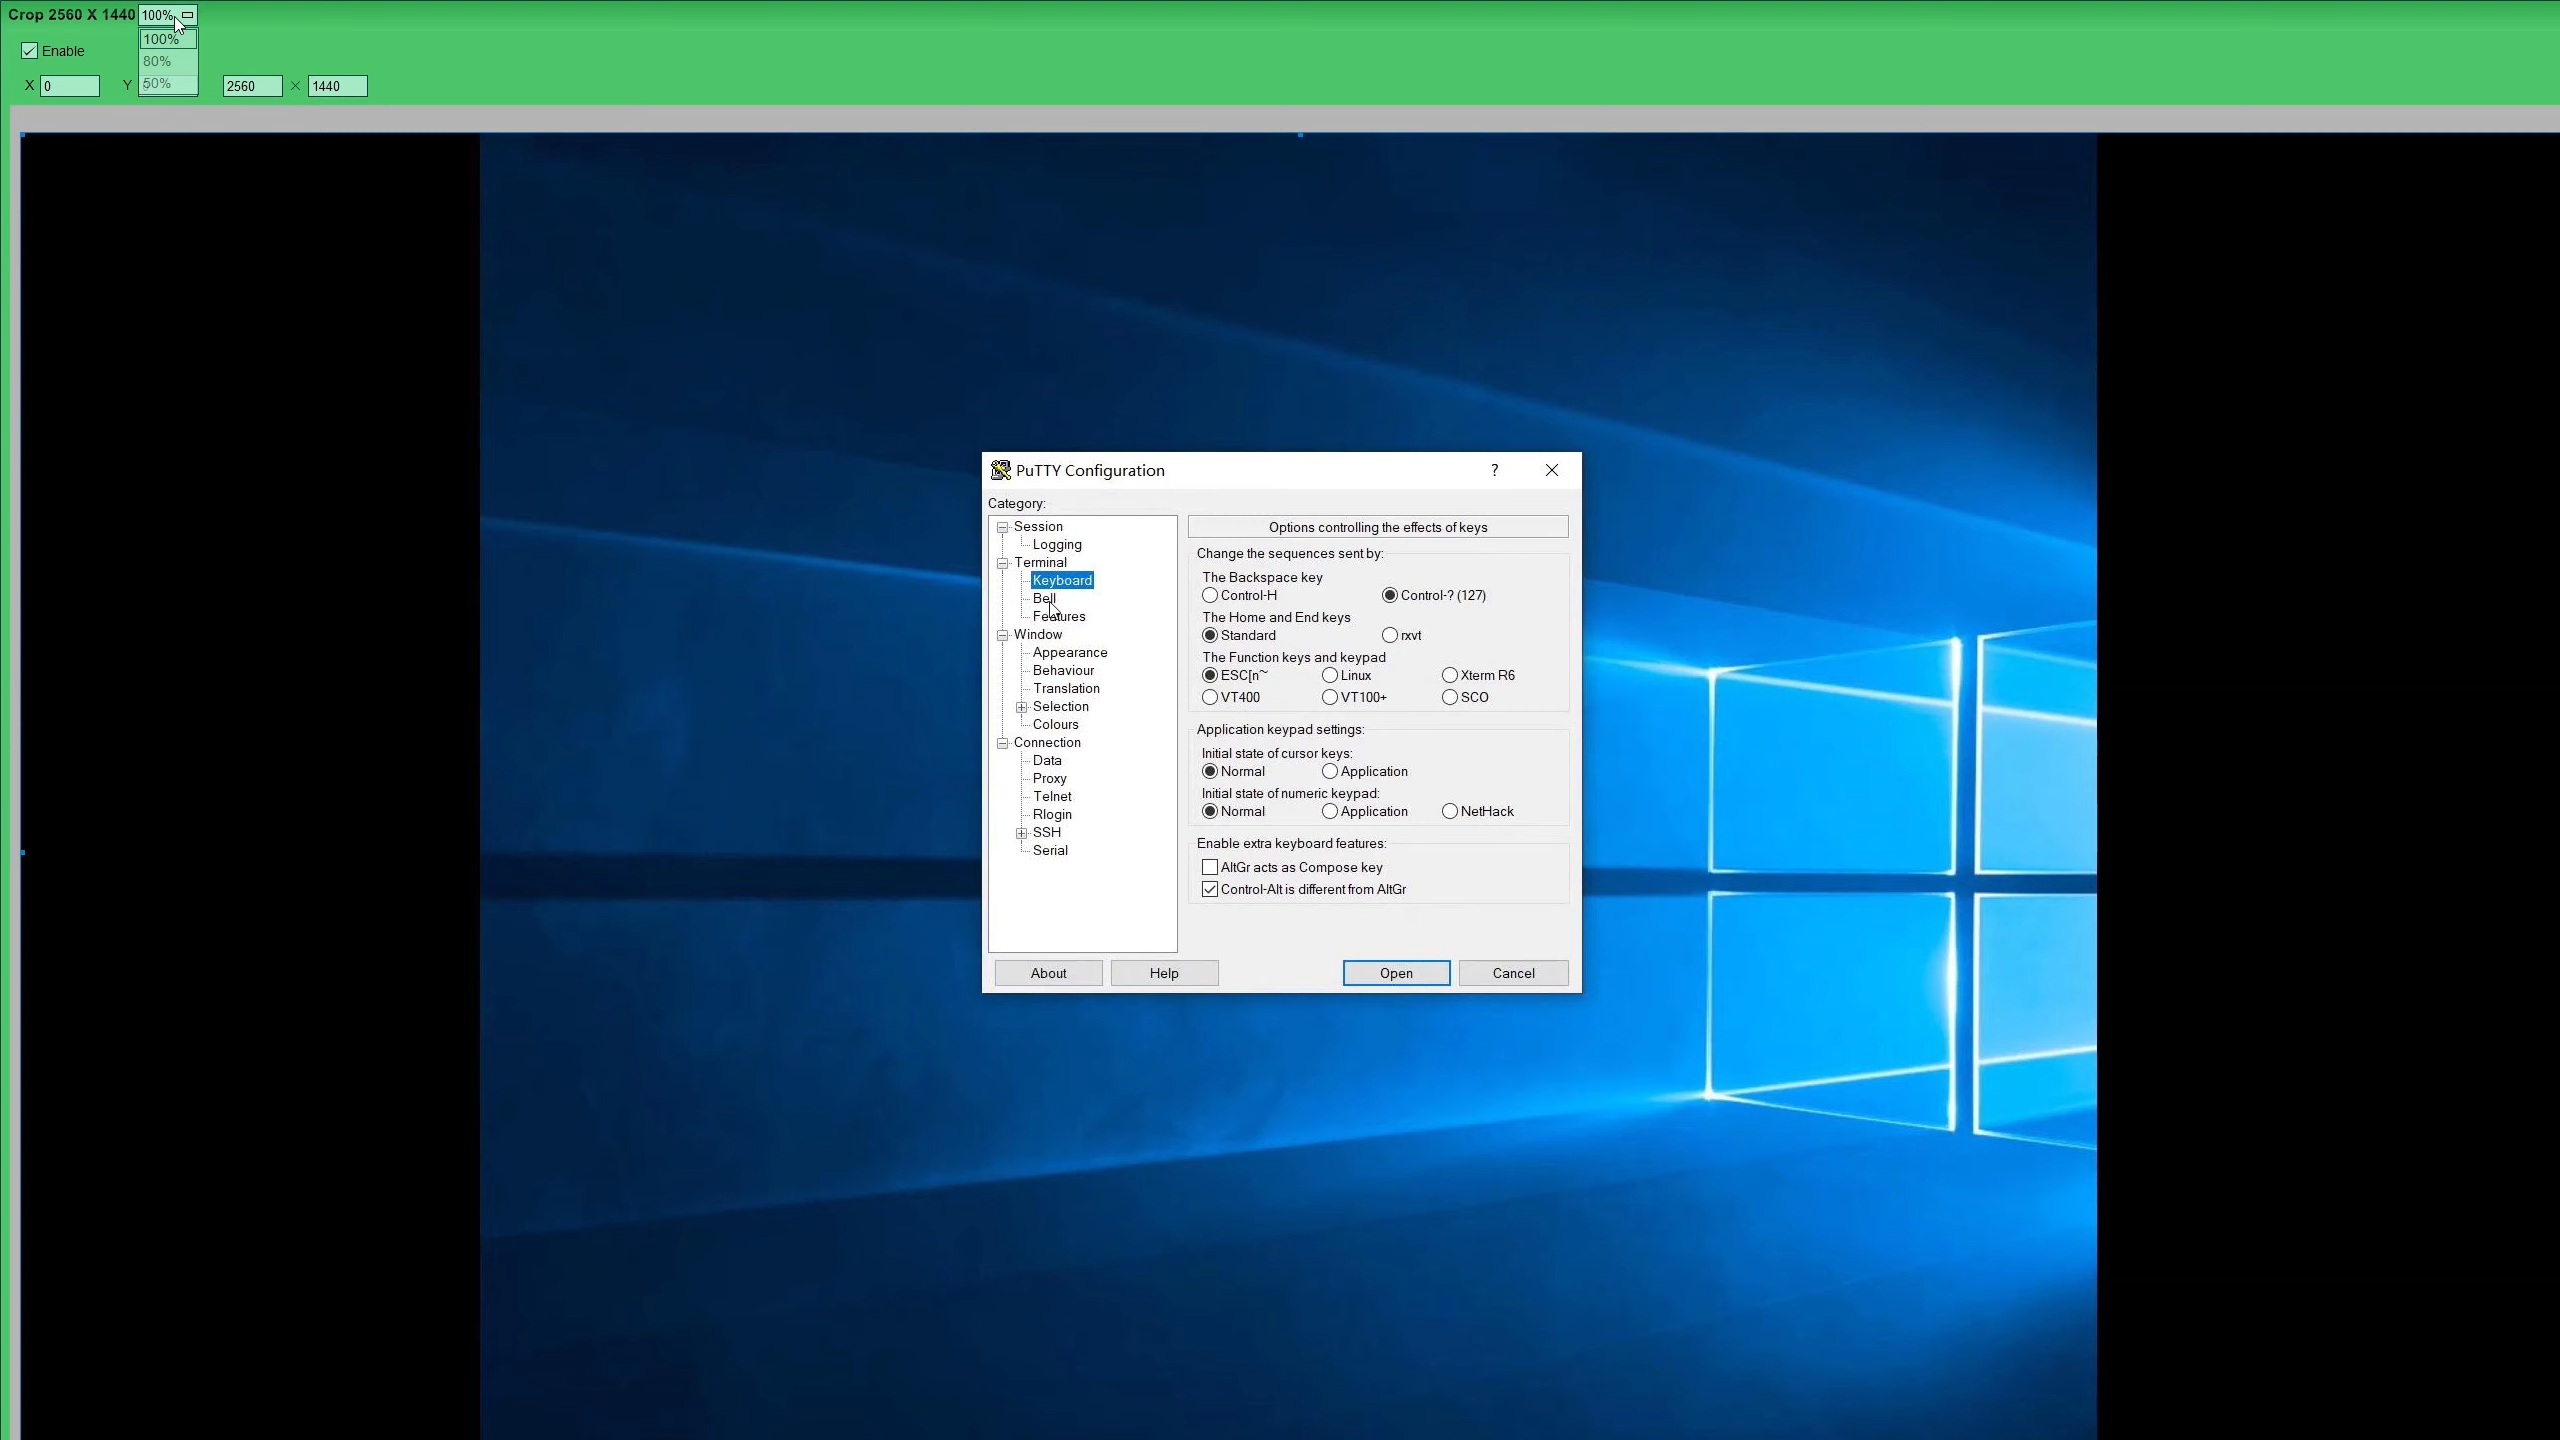 Crop 2560 X 1440 100%
100%
Enable
80%
50%
X 0 Y 2560 × 1440
PuTTY Configuration ?
Category:
Session
Logging
Terminal
Keyboard
Bell
Features
Window
Appearance
Behaviour
Translation
Selection
Colours
Connection
Data
Proxy
Telnet
Rlogin
SSH
Serial
Options controlling the effects of keys
Change the sequences sent by:
The Backspace key
Control-H Control-? (127)
The Home and End keys
Standard rxvt
The Function keys and keypad
ESC[n~ Linux Xterm R6
VT400 VT100+ SCO
Application keypad settings:
Initial state of cursor keys:
Normal Application
Initial state of numeric keypad:
Normal Application NetHack
Enable extra keyboard features:
AltGr acts as Compose key
Control-Alt is different from AltGr
About Help Open Cancel